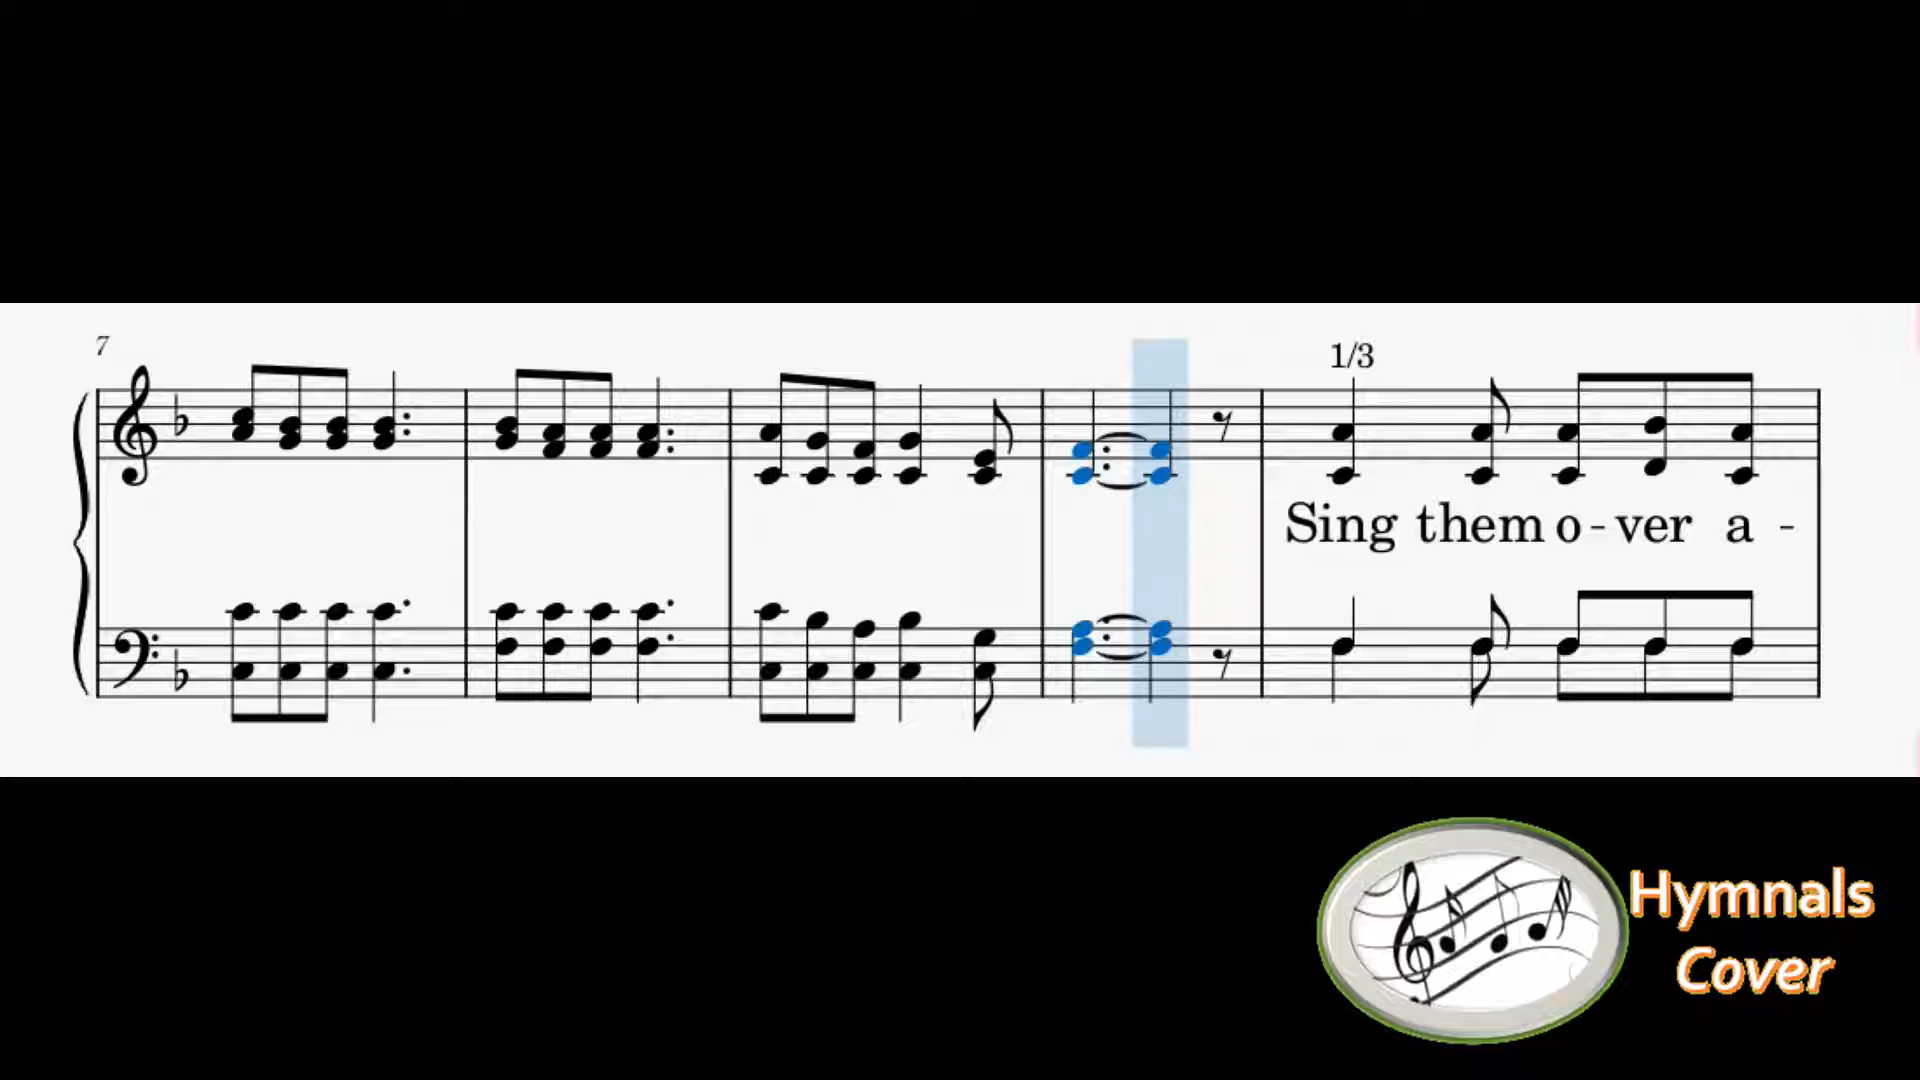 7
1/3
Sing them o - ver a -
Hymnals
Cover